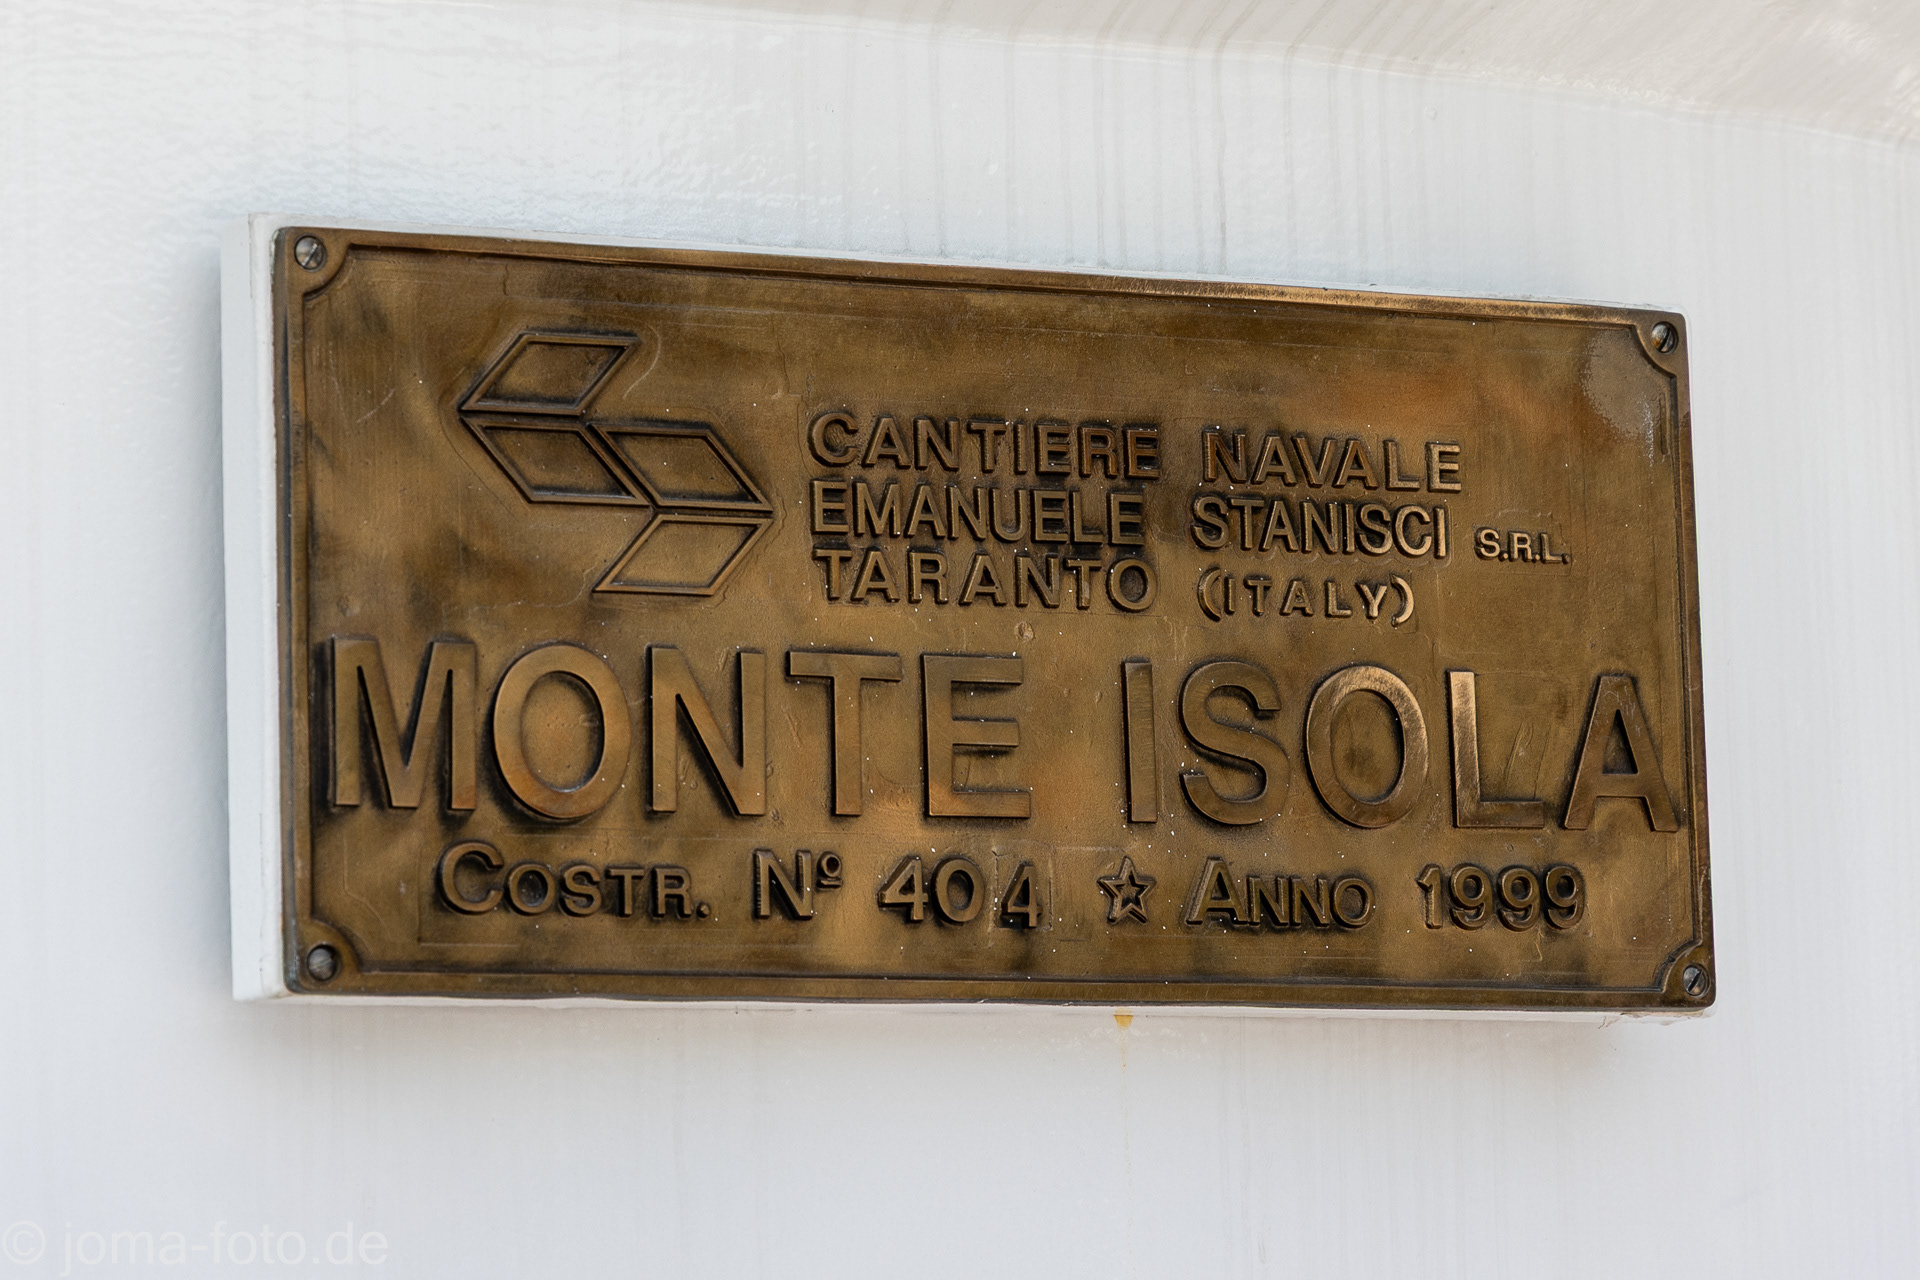 CANTIERE NAVALE
EMANUELE STANISCI S.R.L.
TARANTO (ITALY)
MONTE ISOLA
COSTR. Nº 404 ☆ ANNO 1999
© joma-foto.de